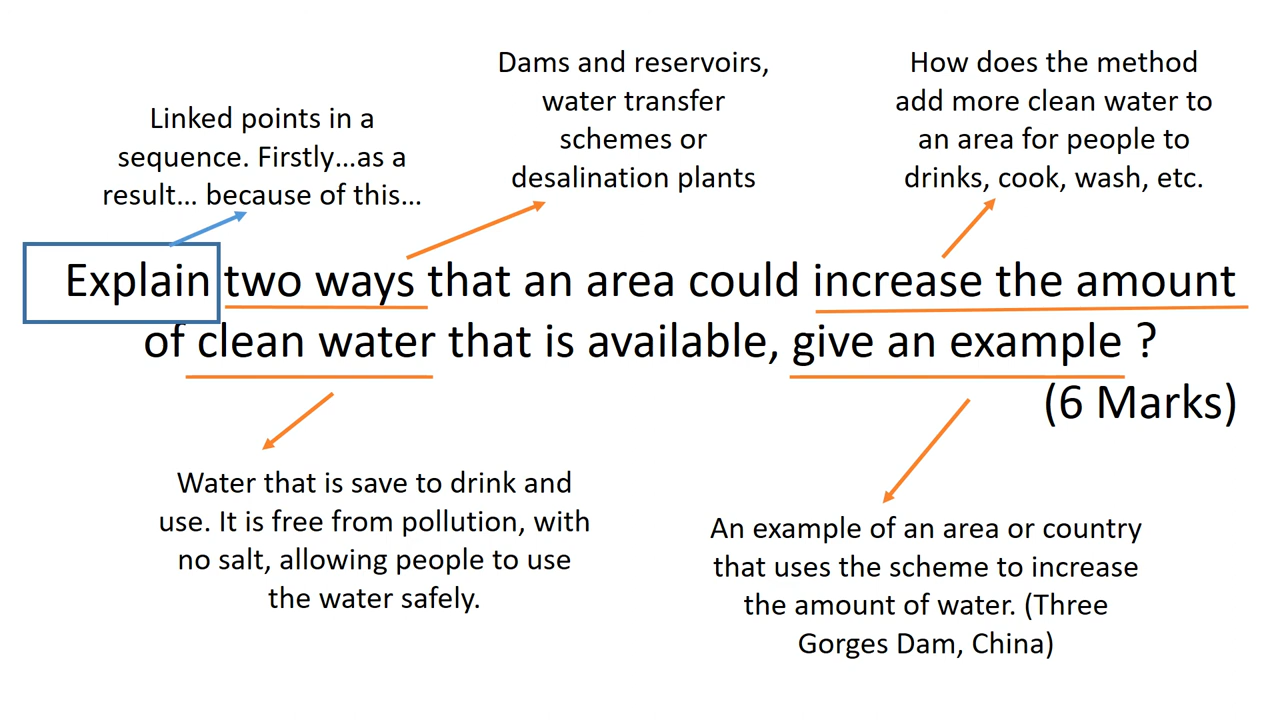 Linked points in a
sequence. Firstly…as a
result… because of this…
Dams and reservoirs,
water transfer
schemes or
desalination plants
How does the method
add more clean water to
an area for people to
drinks, cook, wash, etc.
Explain two ways that an area could increase the amount
of clean water that is available, give an example ?
(6 Marks)
Water that is save to drink and
use. It is free from pollution, with
no salt, allowing people to use
the water safely.
An example of an area or country
that uses the scheme to increase
the amount of water. (Three
Gorges Dam, China)